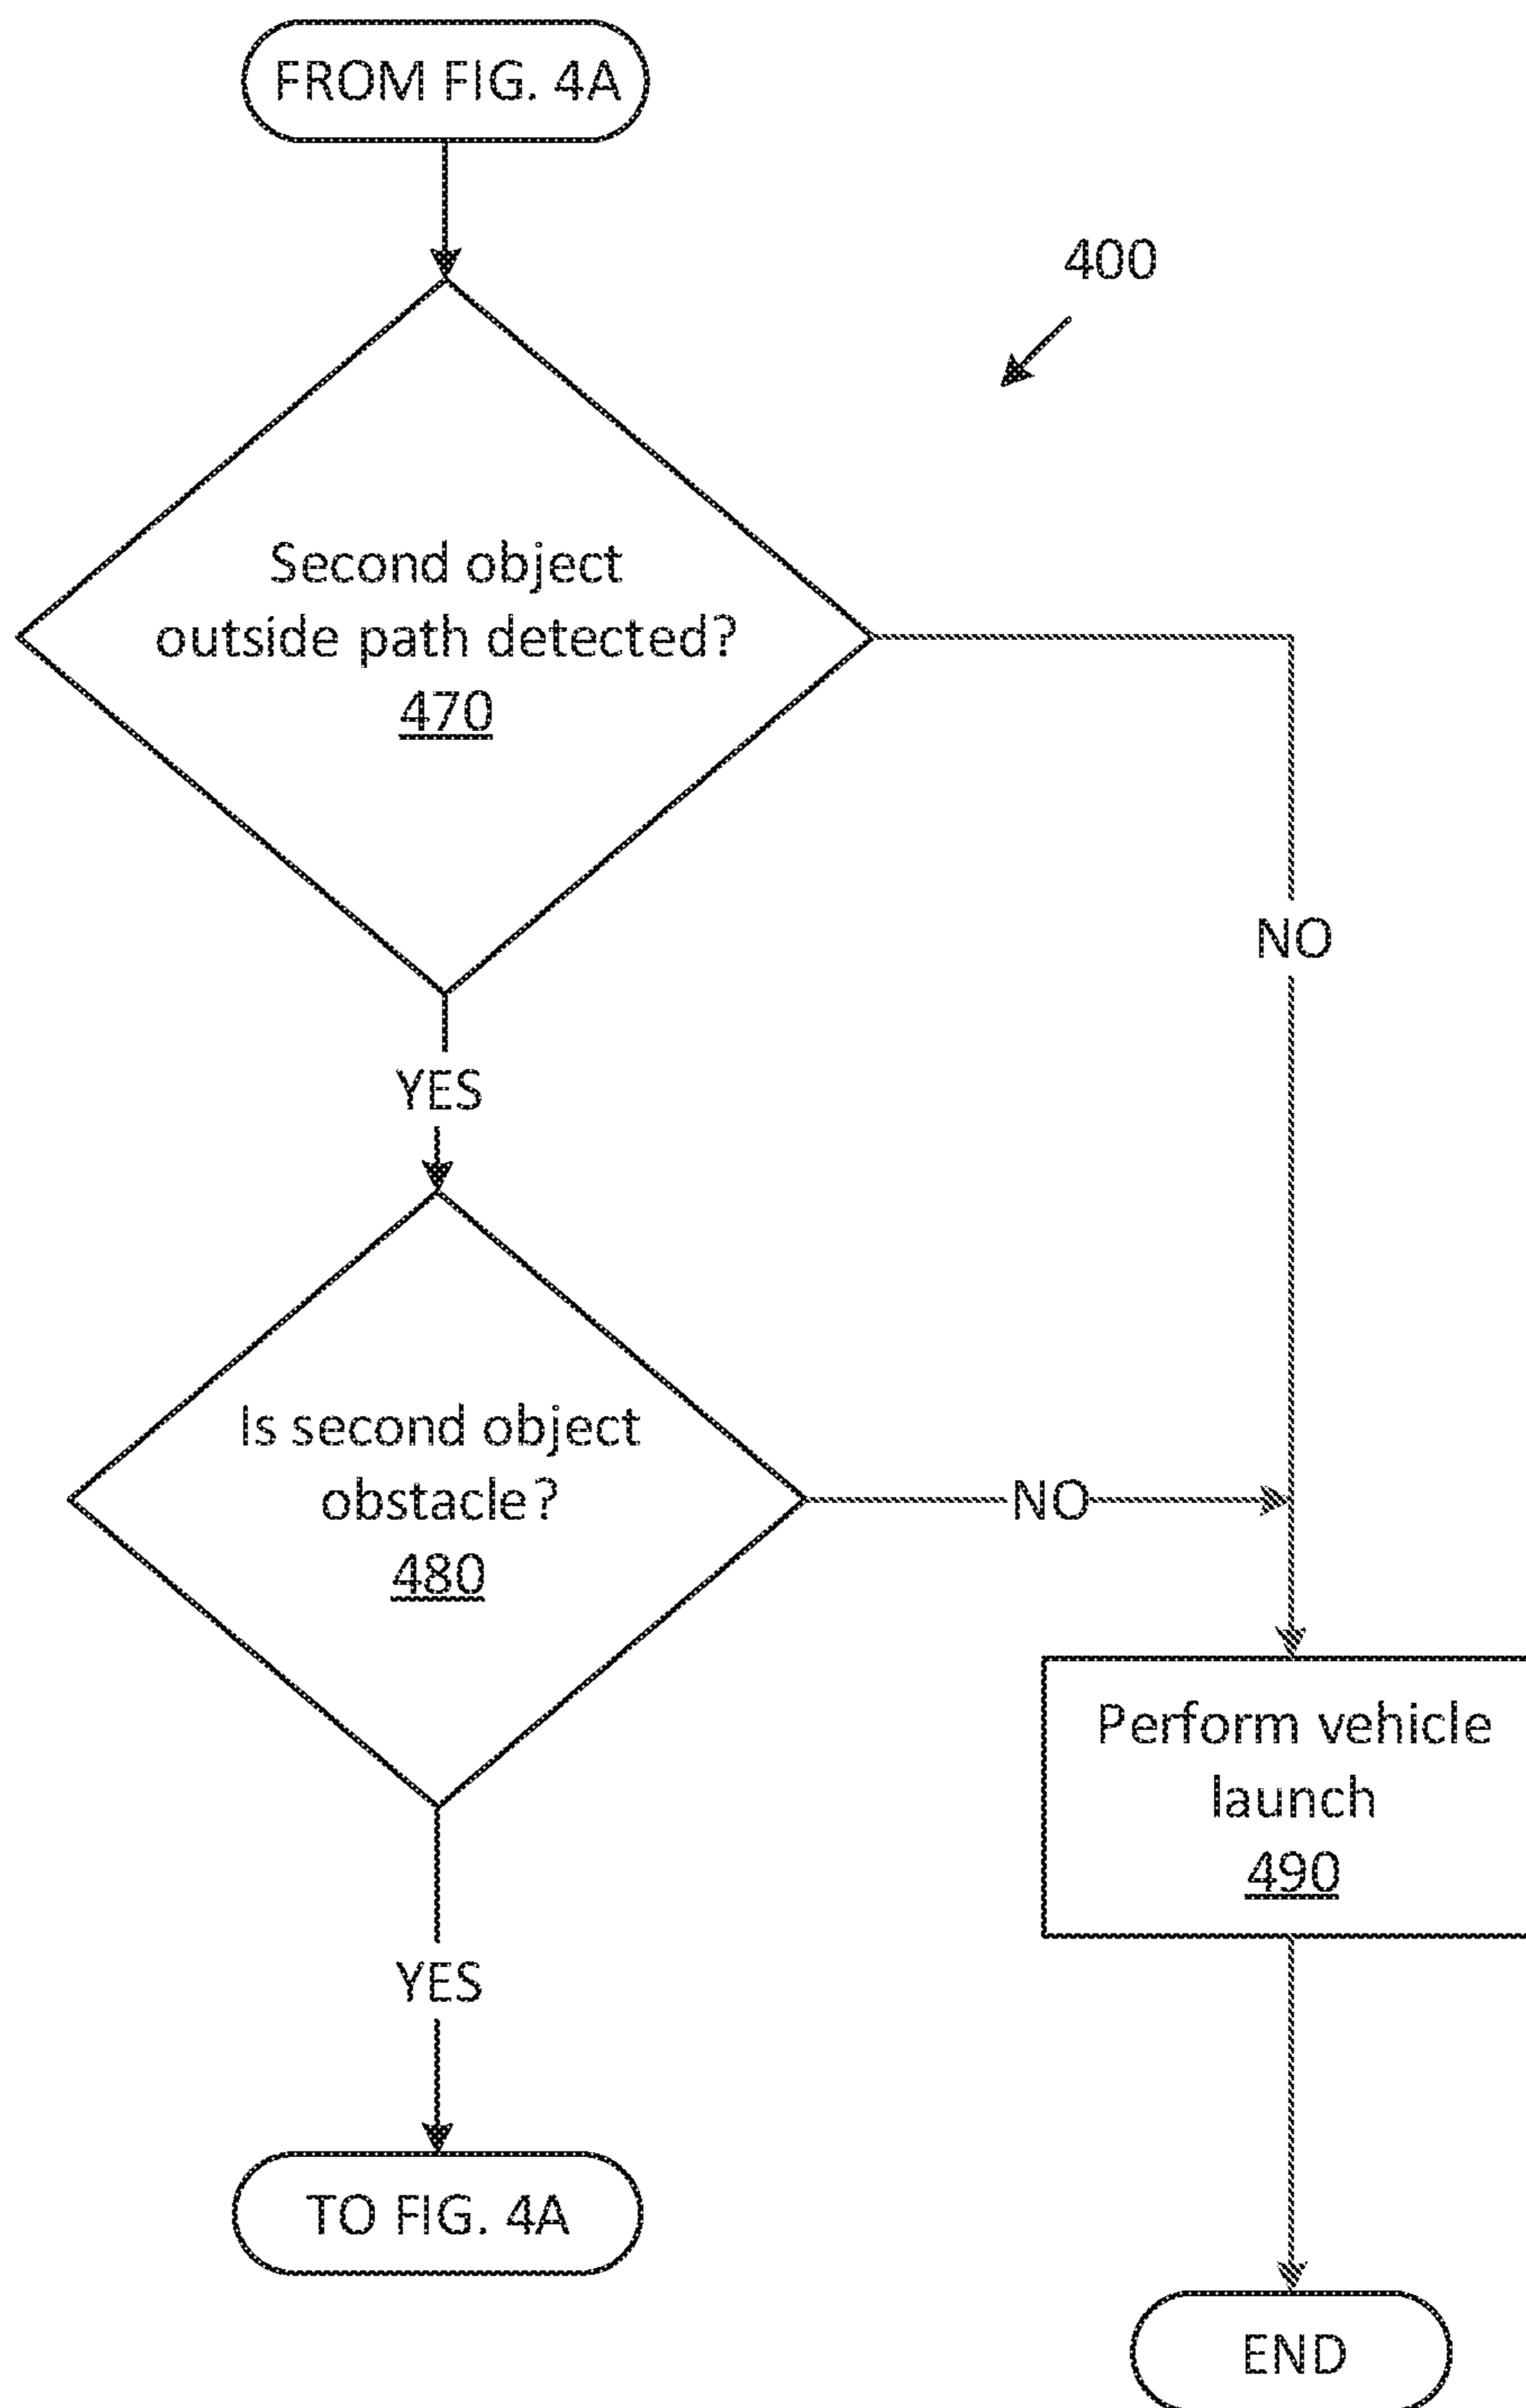 FROM FIG. 4A
400
Second object
outside path detected?
470
NO
YES
Is second object
obstacle?
480
NO
Perform vehicle
launch
490
YES
TO FIG. 4A
END